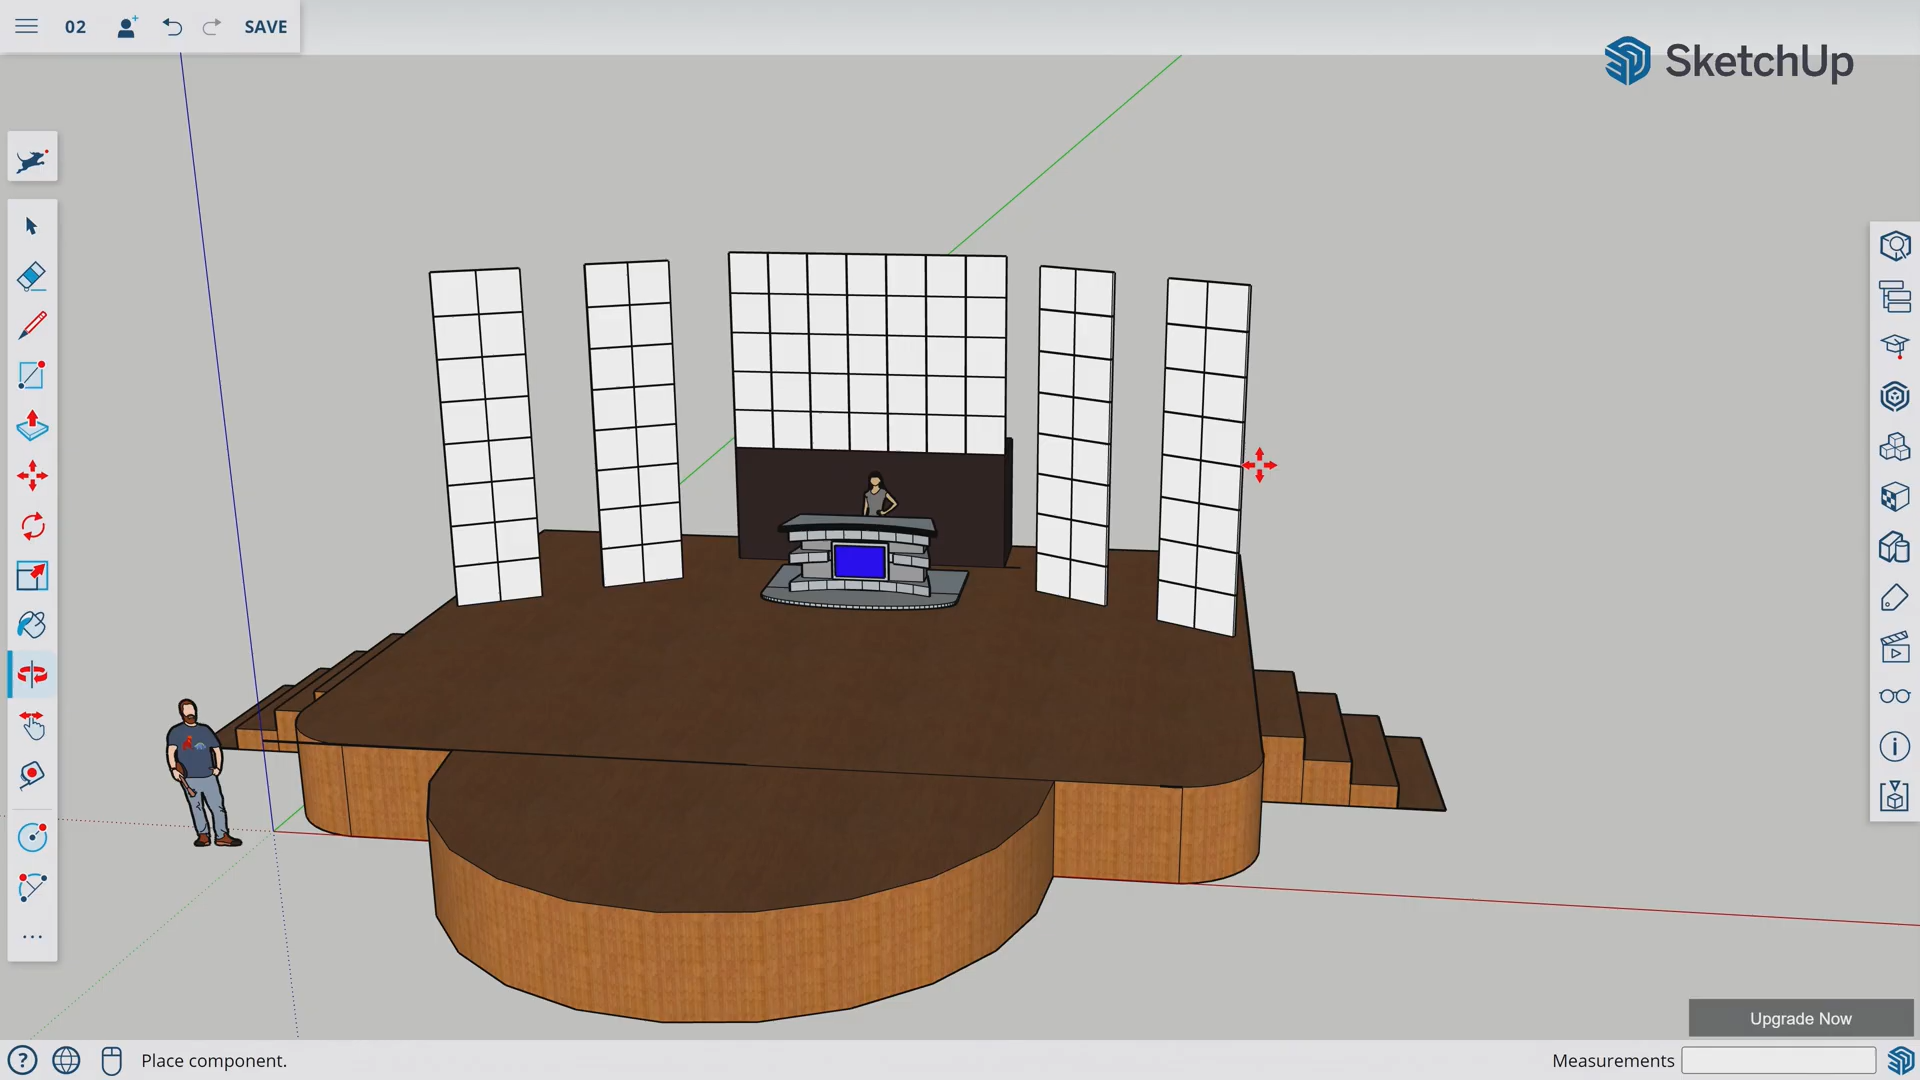 02
SAVE
SketchUp
Upgrade Now
Place component.
Measurements